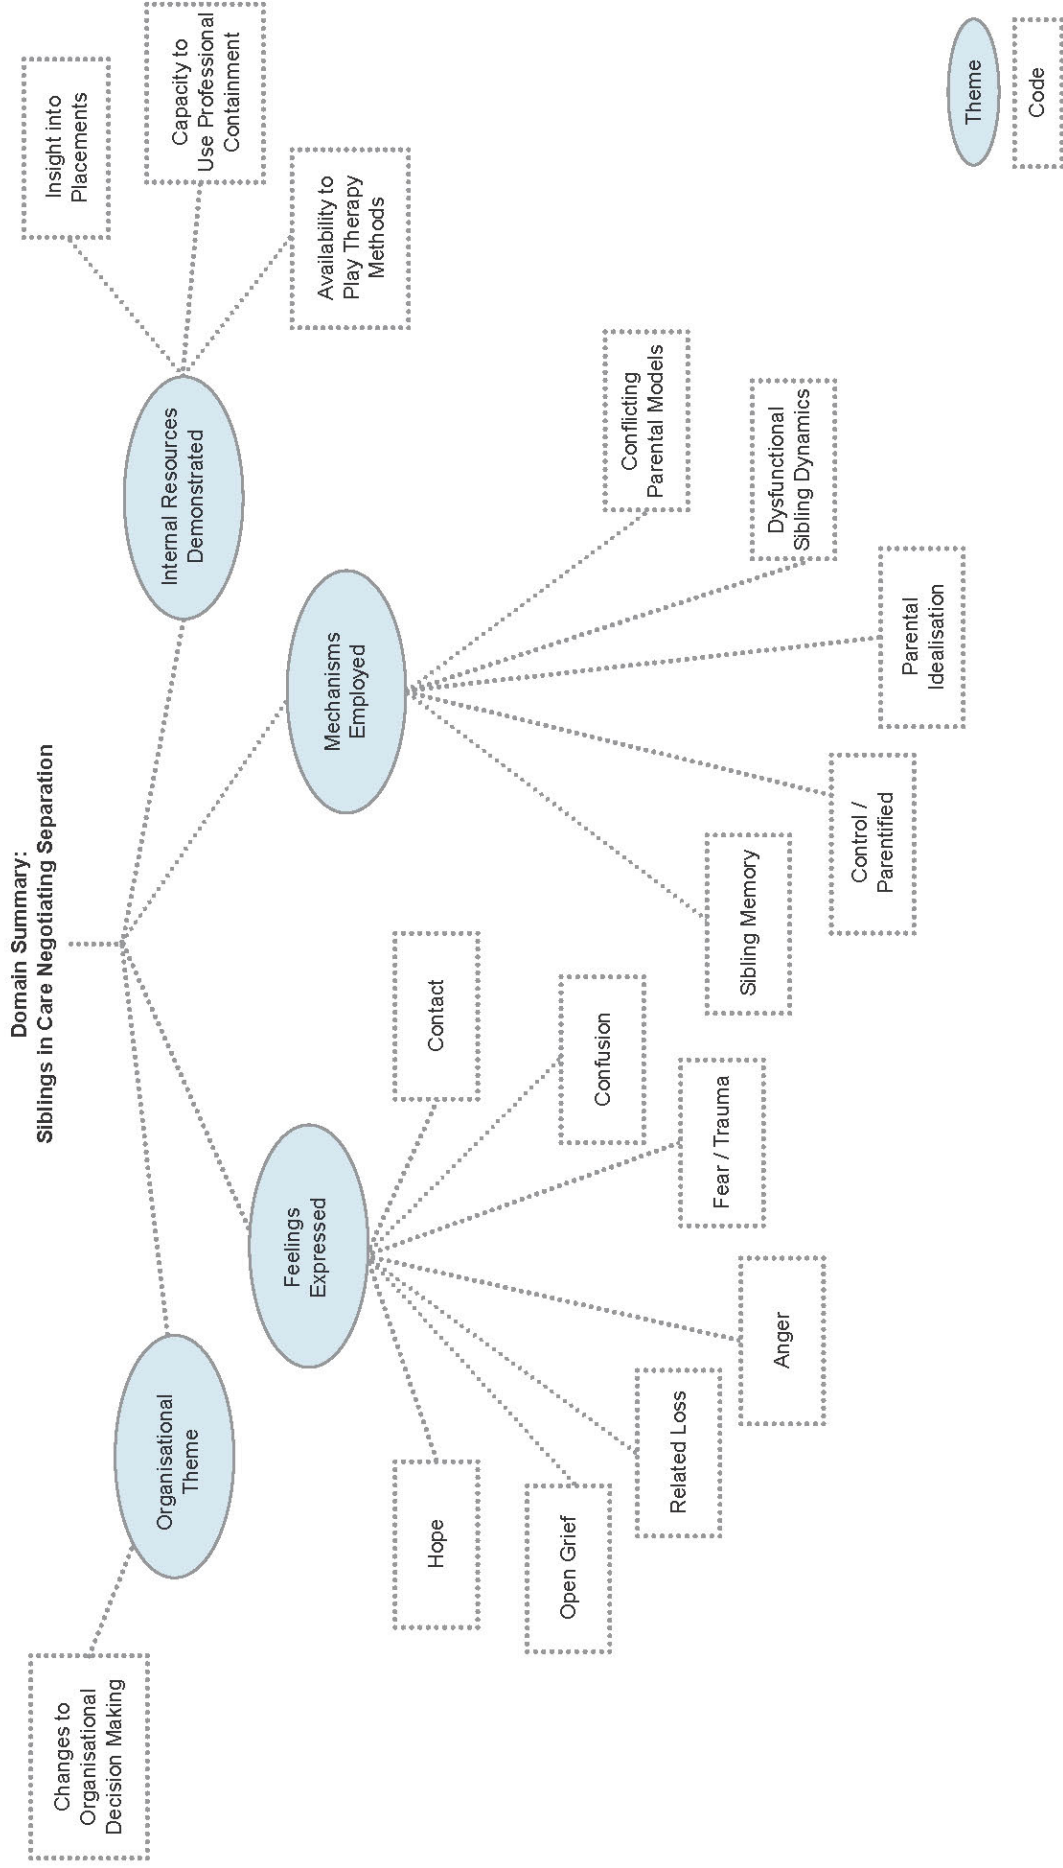 Domain Summary:
Siblings in Care Negotiating Separation
Changes to
Organisational
Decision Making
Organisational
Theme
Feelings
Expressed
Mechanisms
Employed
Internal Resources
Demonstrated
Insight into
Placements
Capacity to
Use Professional
Containment
Availability to
Play Therapy
Methods
Hope
Open Grief
Related Loss
Anger
Fear / Trauma
Confusion
Contact
Sibling Memory
Control /
Parentified
Parental
Idealisation
Dysfunctional
Sibling Dynamics
Conflicting
Parental Models
Theme
Code